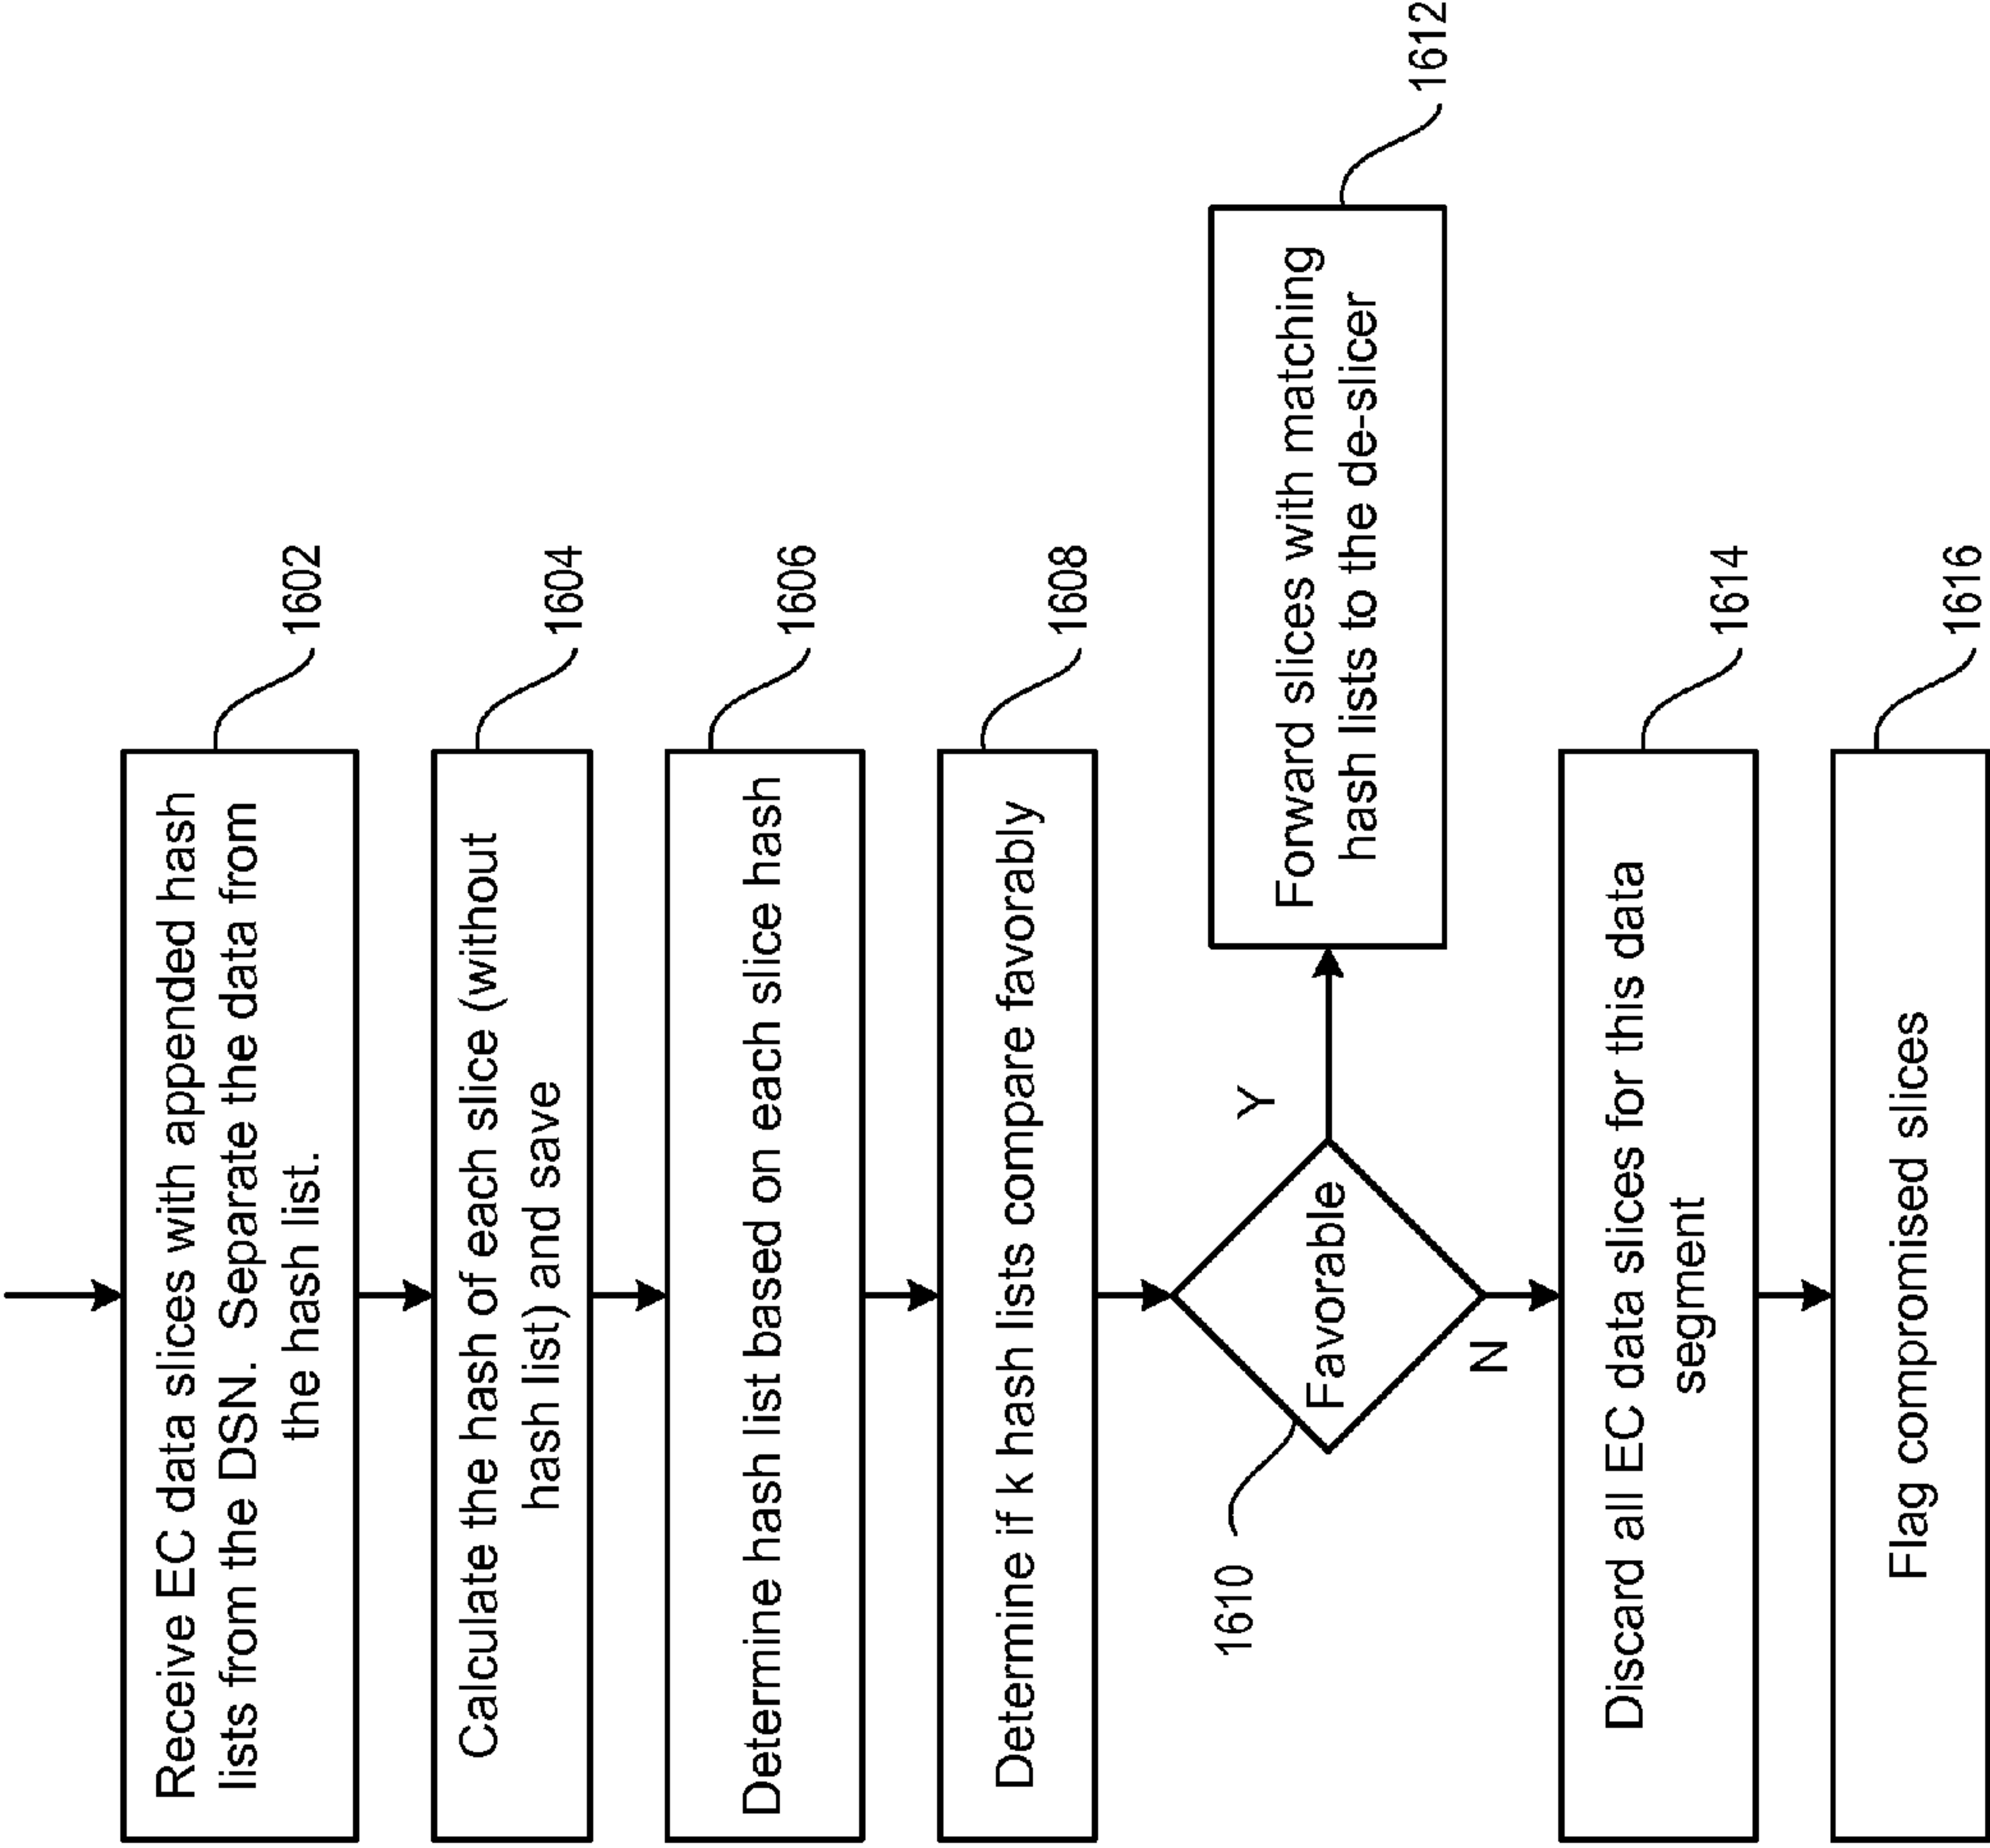 Receive EC data slices with appended hash
lists from the DSN.  Separate the data from
the hash list.
1602
Calculate the hash of each slice (without
hash list) and save
1604
Determine hash list based on each slice hash
1606
Determine if k hash lists compare favorably
1608
1610
Favorable
Y
N
Forward slices with matching
hash lists to the de-slicer
1612
Discard all EC data slices for this data
segment
1614
Flag compromised slices
1616